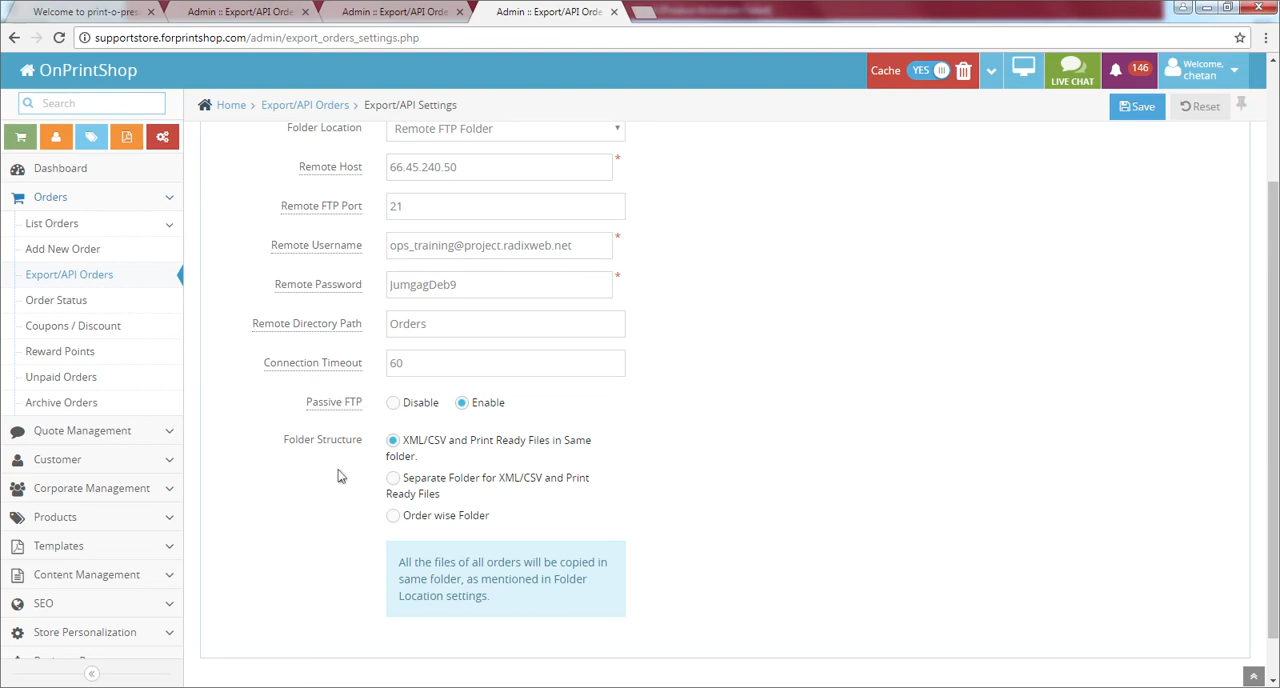 Welcome to print-o-pres
Admin :: Export/API Orde
Admin :: Export/API Orde
Admin :: Export/API Orde
supportstore.forprintshop.com/admin/export_orders_settings.php
OnPrintShop
Cache YES
LIVE CHAT
146
Welcome, chetan
Search
Home > Export/API Orders > Export/API Settings
Save
Reset
Dashboard
Orders
List Orders
Add New Order
Export/API Orders
Order Status
Coupons / Discount
Reward Points
Unpaid Orders
Archive Orders
Quote Management
Customer
Corporate Management
Products
Templates
Content Management
SEO
Store Personalization
Folder Location Remote FTP Folder
Remote Host 66.45.240.50 *
Remote FTP Port 21
Remote Username ops_training@project.radixweb.net *
Remote Password JumgagDeb9 *
Remote Directory Path Orders
Connection Timeout 60
Passive FTP Disable Enable
Folder Structure XML/CSV and Print Ready Files in Same
folder.
Separate Folder for XML/CSV and Print
Ready Files
Order wise Folder
All the files of all orders will be copied in
same folder, as mentioned in Folder
Location settings.